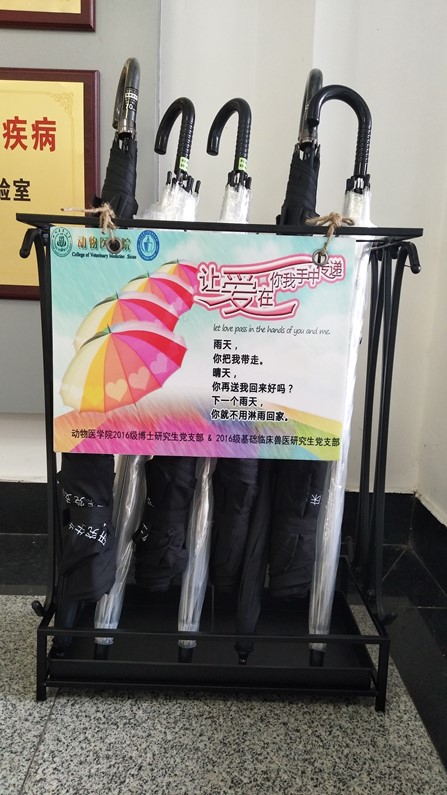 疾病
验室
动物医学院
College of Veterinary Medicine
让爱在你我手中传递
let love pass in the hands of you and me.
雨天，
你把我带走。
晴天，
你再送我回来好吗？
下一个雨天，
你就不用淋雨回家。
动物医学院2016级博士研究生党支部 & 2016级基础临床兽医研究生党支部
研究生